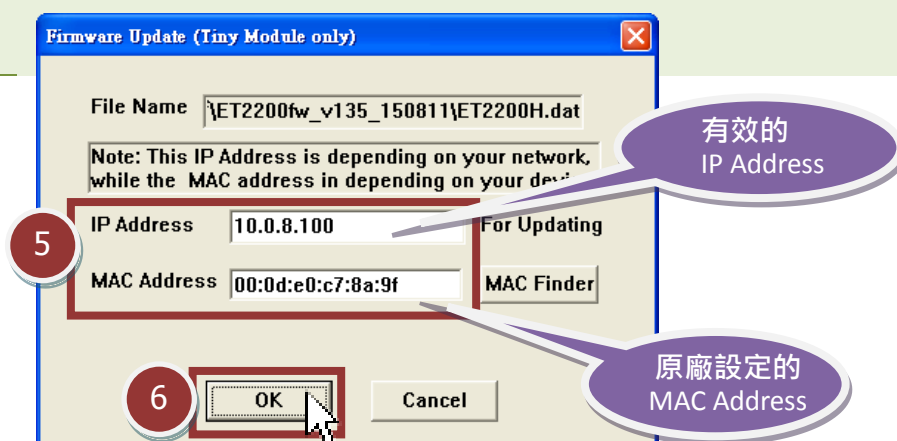 Firmware Update (Tiny Module only)
File Name
\ET2200fw_v135_150811\ET2200H.dat
有效的
IP Address
Note: This IP Address is depending on your network,
while the MAC address in depending on your
5
IP Address
10.0.8.100
For Updating
MAC Address
00:0d:e0:c7:8a:9f
MAC Finder
原廠設定的
MAC Address
6
OK
Cancel